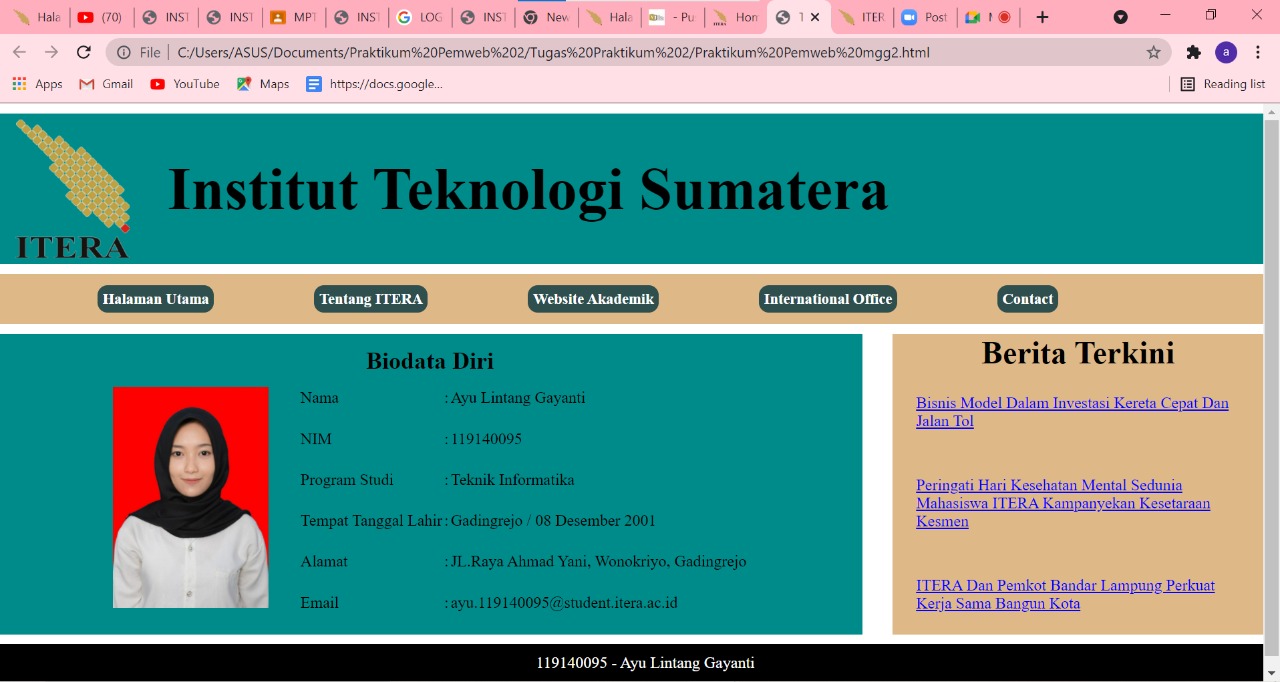 Hala
(70)
INST
INST
MPT
INST
LOG
INST
New
Hala
- Pu
Hon
ITER
Post
File
C:/Users/ASUS/Documents/Praktikum%20Pemweb%202/Tugas%20Praktikum%202/Praktikum%20Pemweb%20mgg2.html
a
Apps
Gmail
YouTube
Maps
https://docs.google...
Reading list
ITERA
Institut Teknologi Sumatera
Halaman Utama
Tentang ITERA
Website Akademik
International Office
Contact
Biodata Diri
Nama : Ayu Lintang Gayanti
NIM : 119140095
Program Studi : Teknik Informatika
Tempat Tanggal Lahir : Gadingrejo / 08 Desember 2001
Alamat : JL.Raya Ahmad Yani, Wonokriyo, Gadingrejo
Email : ayu.119140095@student.itera.ac.id
Berita Terkini
Bisnis Model Dalam Investasi Kereta Cepat Dan
Jalan Tol
Peringati Hari Kesehatan Mental Sedunia
Mahasiswa ITERA Kampanyekan Kesetaraan
Kesmen
ITERA Dan Pemkot Bandar Lampung Perkuat
Kerja Sama Bangun Kota
119140095 - Ayu Lintang Gayanti